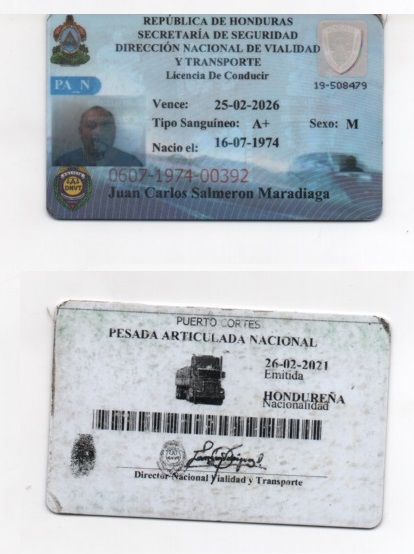 REPÚBLICA DE HONDURAS
SECRETARÍA DE SEGURIDAD
DIRECCIÓN NACIONAL DE VIALIDAD
Y TRANSPORTE
Licencia De Conducir
PA_N
19-508479
Vence: 25-02-2026
Tipo Sanguíneo: A+ Sexo: M
Nacio el: 16-07-1974
DNVT
0607-1974-00392
Juan Carlos Salmeron Maradiaga
PUERTO CORTES
PESADA ARTICULADA NACIONAL
26-02-2021
Emitida
HONDUREÑA
Nacionalidad
Director Nacional Vialidad y Transporte